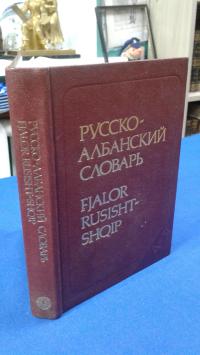 РУССКО-
АЛБАНСКИЙ
СЛОВАРЬ
FJALOR
RUSISHT-
SHQIP
РУССКО-АЛБАНСКИЙ СЛОВАРЬ
FJALOR RUSISHT-SHQIP